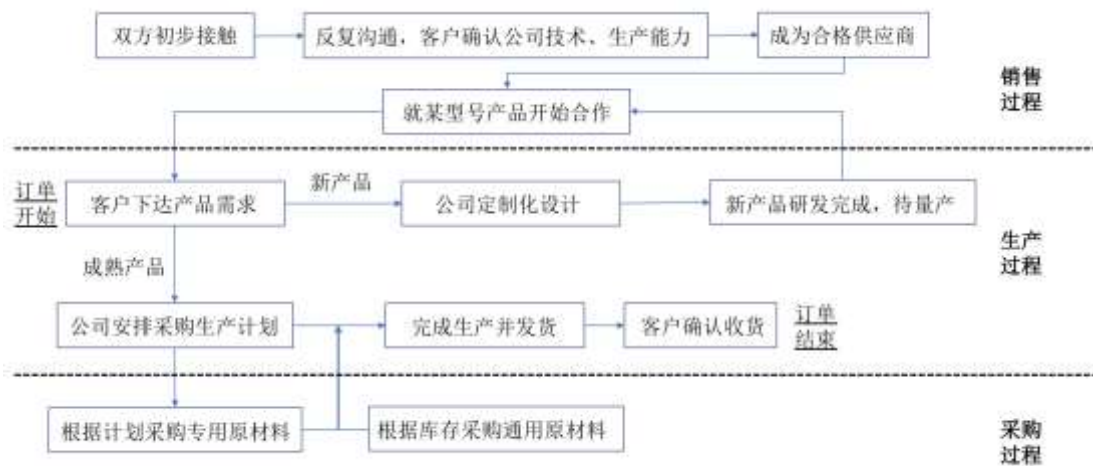 双方初步接触
反复沟通，客户确认公司技术、生产能力
成为合格供应商
销售
过程
就某型号产品开始合作
订单
开始
客户下达产品需求
新产品
公司定制化设计
新产品研发完成，待量产
生产
过程
成熟产品
公司安排采购生产计划
完成生产并发货
客户确认收货
订单
结束
根据计划采购专用原材料
根据库存采购通用原材料
采购
过程